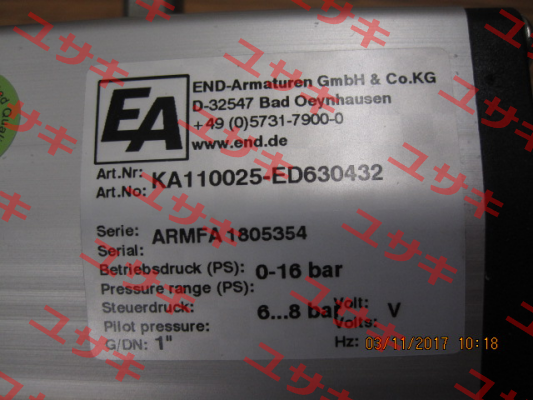 EA
END-Armaturen GmbH & Co.KG
D-32547 Bad Oeynhausen
+49 (0)5731-7900-0
www.end.de
Art.Nr:
Art.No: KA110025-ED630432
Serie: ARMFA 1805354
Serial:
Betriebsdruck (PS): 0-16 bar
Pressure range (PS):
Steuerdruck: 6...8 bar Volt: V
Pilot pressure: Volts:
G/DN: 1" Hz:
03/11/2017 10:18
ユサキ